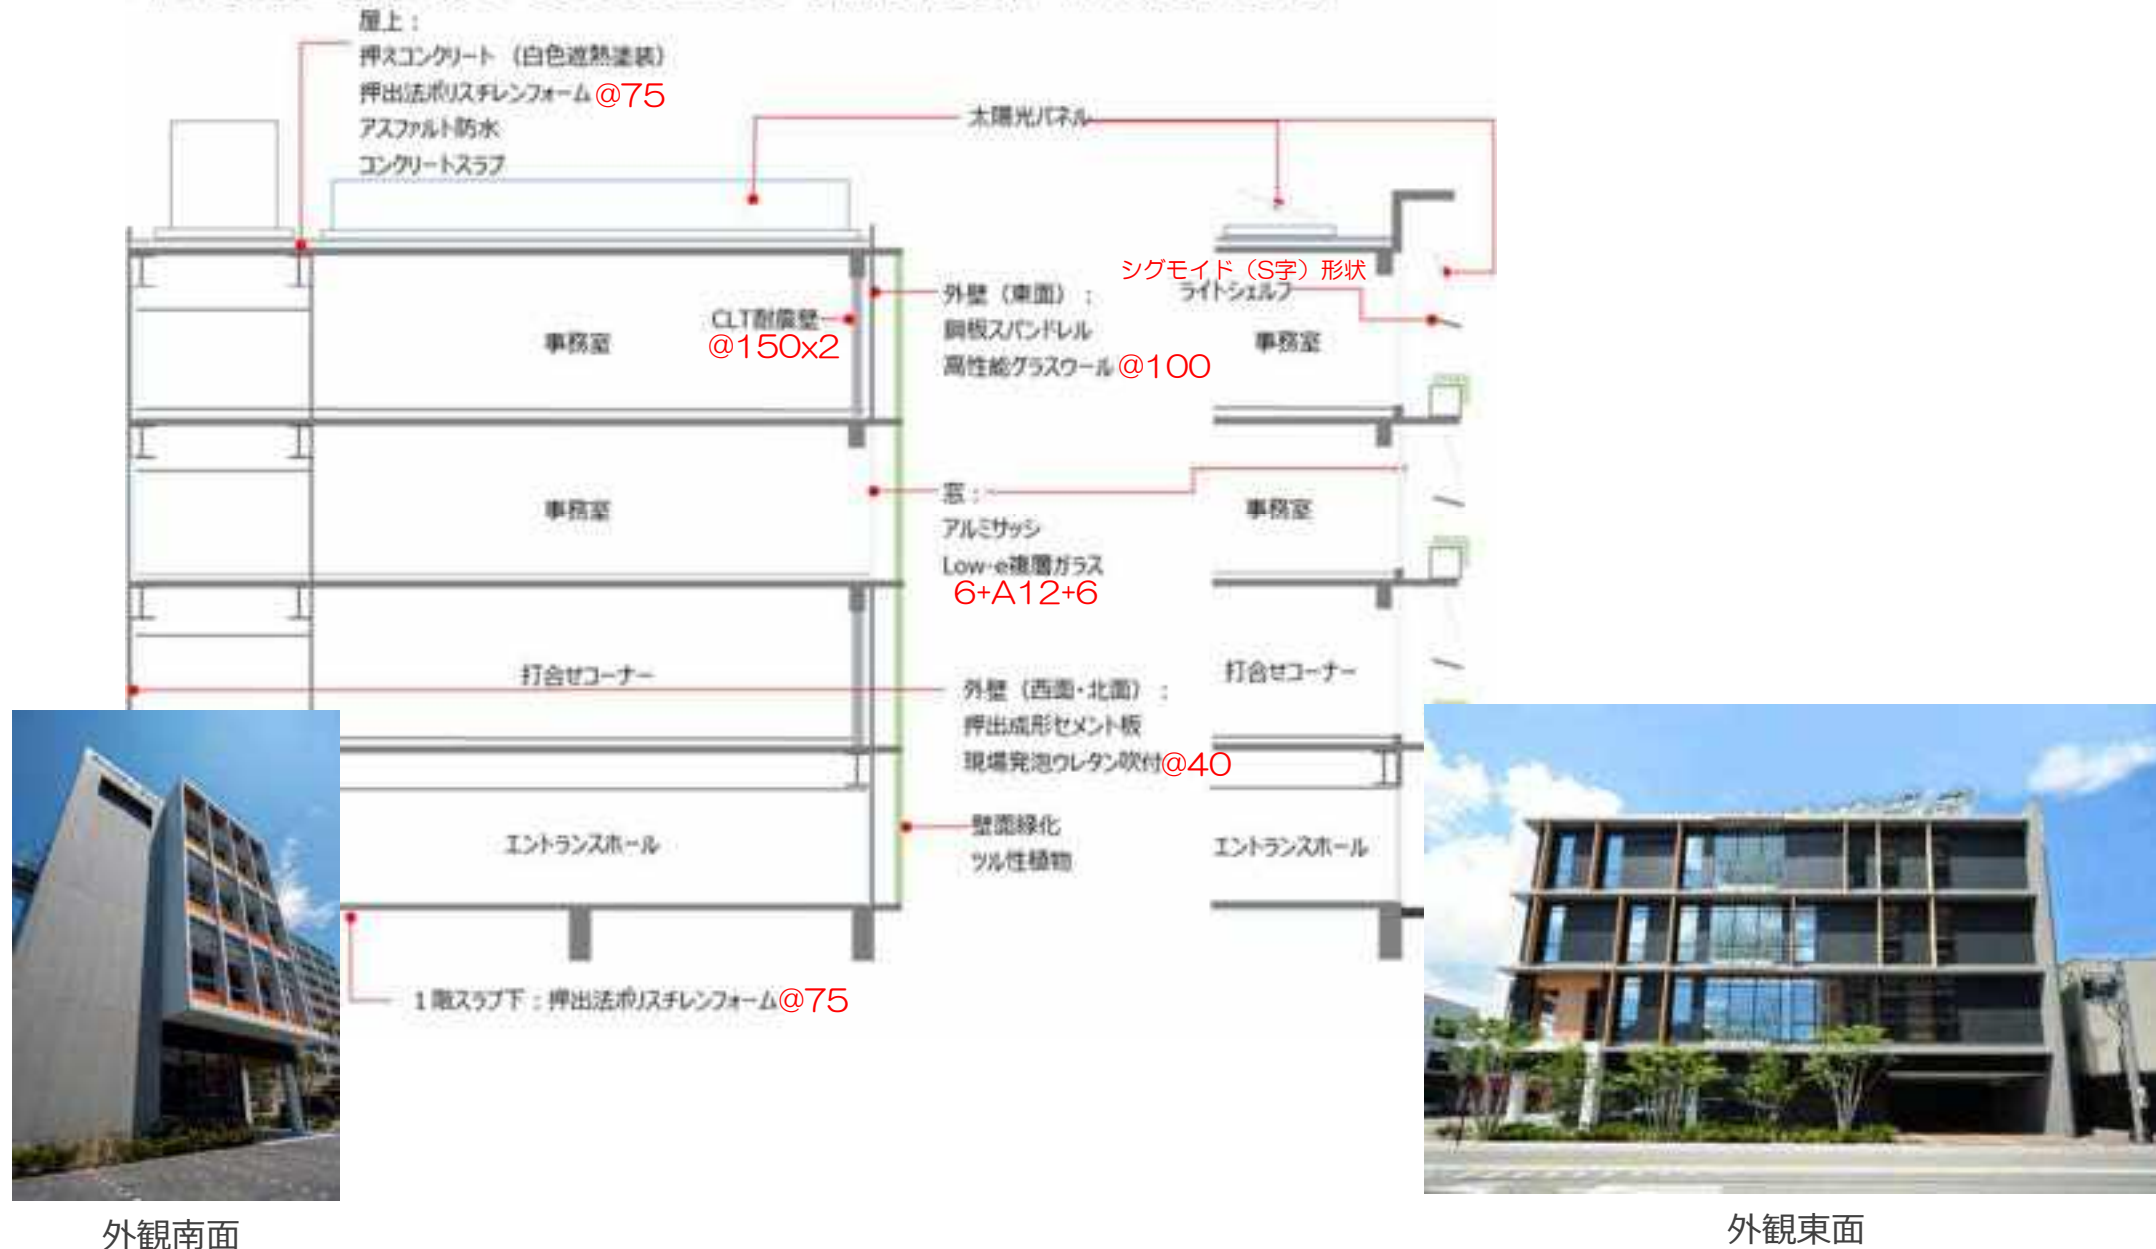 屋上：
押えコンクリート （白色遮熱塗装）
押出法ポリスチレンフォーム @75
アスファルト防水
コンクリートスラブ
太陽光パネル
シグモイド（S字）形状
ライトシェルフ
外壁（東面）：
鋼板スパンドレル
高性能グラスウール @100
CLT耐震壁
@150x2
事務室
事務室
事務室
事務室
窓：
アルミサッシ
Low-e複層ガラス
6+A12+6
打合せコーナー
打合せコーナー
外壁（西面・北面）：
押出成形セメント板
現場発泡ウレタン吹付@40
壁面緑化
ツル性植物
エントランスホール
エントランスホール
1階スラブ下：押出法ポリスチレンフォーム@75
外観南面
外観東面